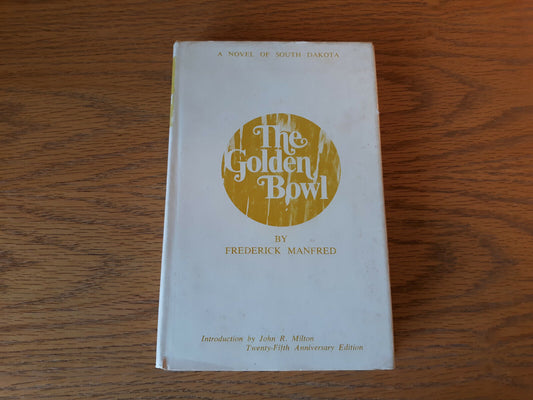 A NOVEL OF SOUTH DAKOTA
The
Golden
Bowl
BY
FREDERICK MANFRED
Introduction by John R. Milton
Twenty-Fifth Anniversary Edition